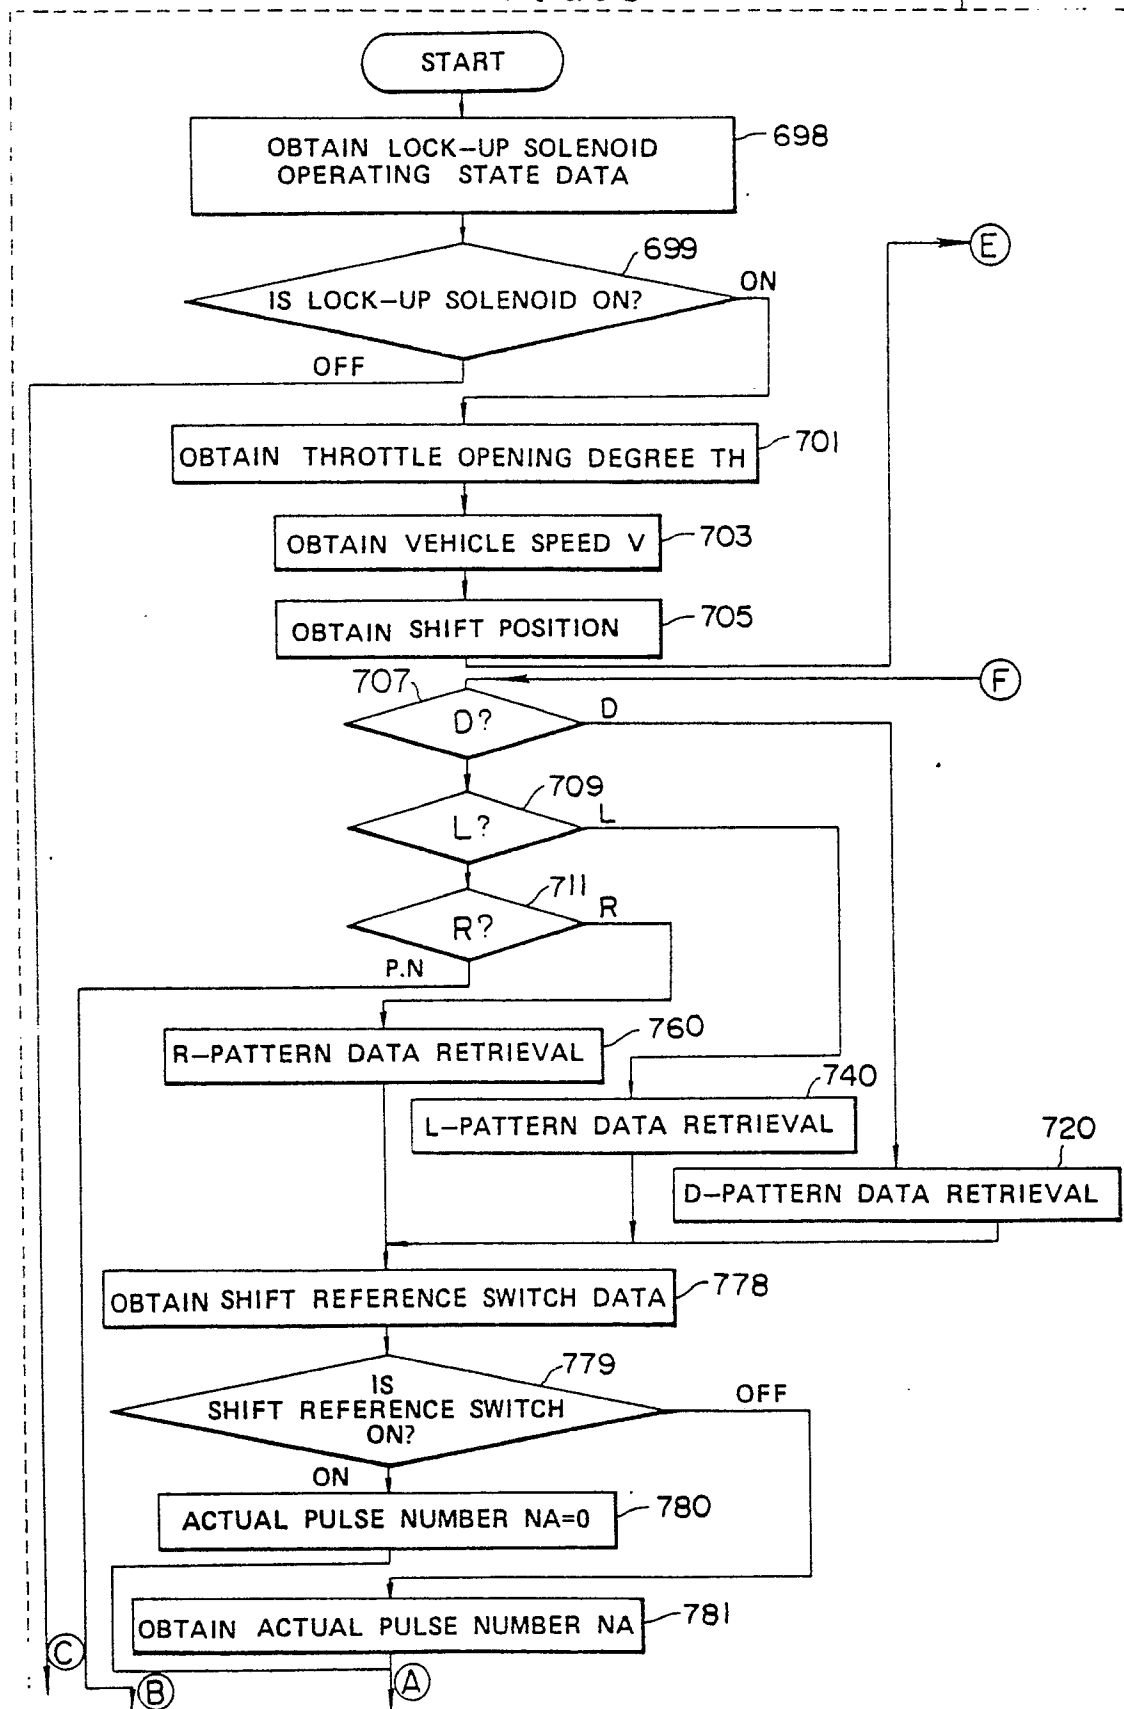 START
OBTAIN LOCK-UP SOLENOID
OPERATING STATE DATA
698
699
IS LOCK-UP SOLENOID ON?
ON
OFF
E
OBTAIN THROTTLE OPENING DEGREE TH
701
OBTAIN VEHICLE SPEED V
703
OBTAIN SHIFT POSITION
705
F
707
D?
D
709
L?
L
711
R?
R
P.N
R-PATTERN DATA RETRIEVAL
760
L-PATTERN DATA RETRIEVAL
740
D-PATTERN DATA RETRIEVAL
720
OBTAIN SHIFT REFERENCE SWITCH DATA
778
779
IS
SHIFT REFERENCE SWITCH
ON?
OFF
ON
ACTUAL PULSE NUMBER NA=0
780
OBTAIN ACTUAL PULSE NUMBER NA
781
C
B
A